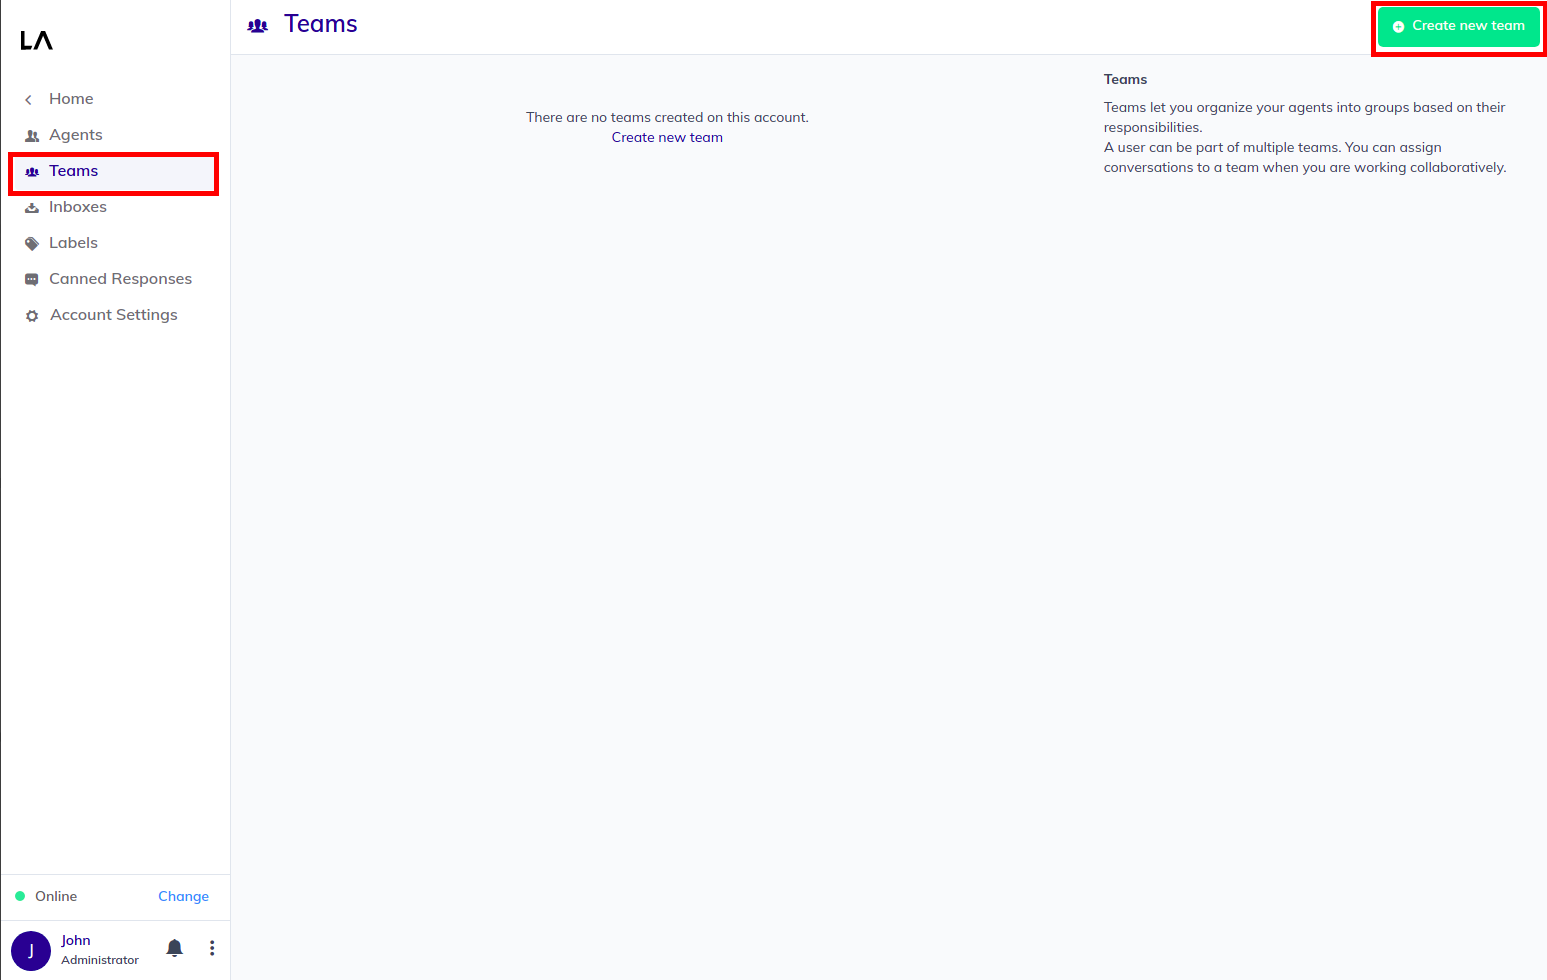 LA
Home
Agents
Teams
Inboxes
Labels
Canned Responses
Account Settings
Online
Change
J
John
Administrator
Teams
Create new team
There are no teams created on this account.
Create new team
Teams
Teams let you organize your agents into groups based on their
responsibilities.
A user can be part of multiple teams. You can assign
conversations to a team when you are working collaboratively.